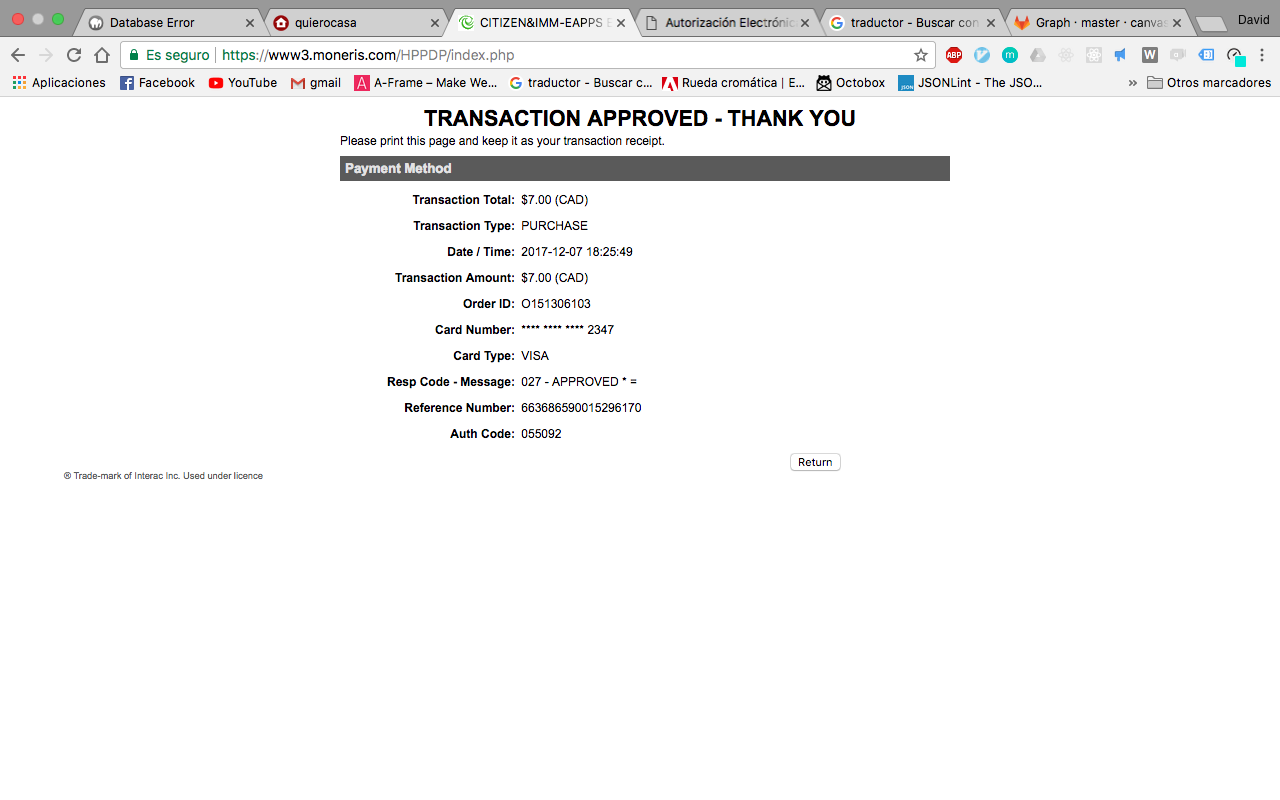 Database Error
quierocasa
CITIZEN&IMM-EAPPS E
Autorización Electrónic
traductor - Buscar con
Graph · master · canvas
David
Es seguro
https://www3.moneris.com/HPPDP/index.php
ABP
m
W
Aplicaciones
Facebook
YouTube
gmail
A-Frame – Make We...
traductor - Buscar c...
Rueda cromática | E...
Octobox
JSON
JSONLint - The JSO...
»
Otros marcadores
TRANSACTION APPROVED - THANK YOU
Please print this page and keep it as your transaction receipt.
Payment Method
Transaction Total: $7.00 (CAD)
Transaction Type: PURCHASE
Date / Time: 2017-12-07 18:25:49
Transaction Amount: $7.00 (CAD)
Order ID: O151306103
Card Number: **** **** **** 2347
Card Type: VISA
Resp Code - Message: 027 - APPROVED * =
Reference Number: 663686590015296170
Auth Code: 055092
Return
® Trade-mark of Interac Inc. Used under licence